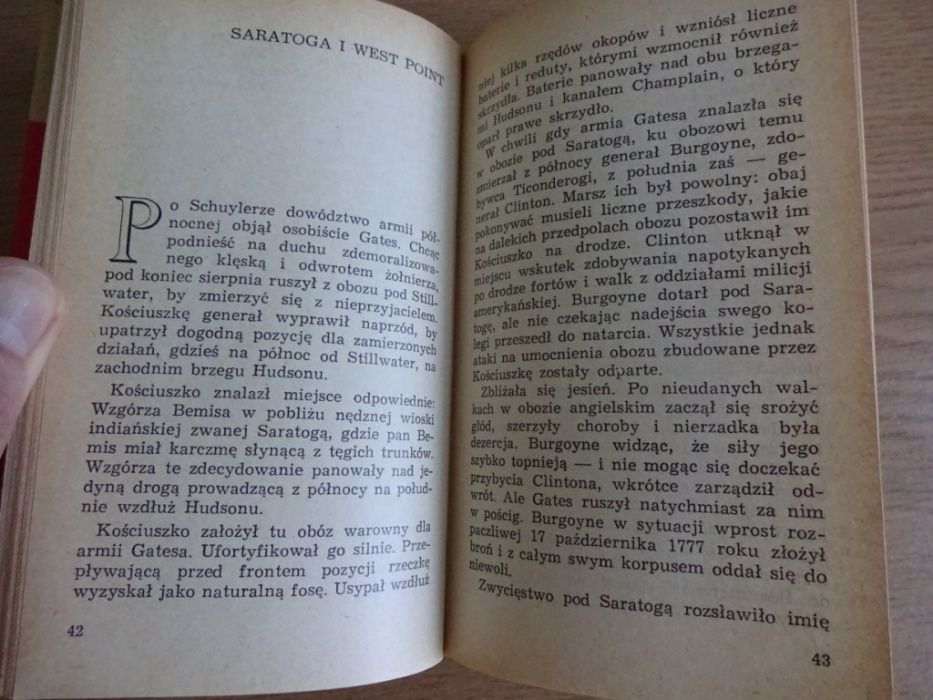 SARATOGA I WEST POINT
Po Schuylerze dowództwo armii pół-
nocnej objął osobiście Gates. Chcąc
podnieść na duchu zdemoralizowa-
nego klęską i odwrotem żołnierza,
pod koniec sierpnia ruszył z obozu pod Still-
water, by zmierzyć się z nieprzyjacielem.
Kościuszkę generał wyprawił naprzód, by
upatrzył dogodną pozycję dla zamierzonych
działań, gdzieś na północ od Stillwater, na
zachodnim brzegu Hudsonu.
Kościuszko znalazł miejsce odpowiednie:
Wzgórza Bemisa w pobliżu nędznej wioski
indiańskiej zwanej Saratogą, gdzie pan Be-
mis miał karczmę słynącą z tęgich trunków.
Wzgórza te zdecydowanie panowały nad je-
dyną drogą prowadzącą z północy na połud-
nie wzdłuż Hudsonu.
Kościuszko założył tu obóz warowny dla
armii Gatesa. Ufortyfikował go silnie. Prze-
pływającą przed frontem pozycji rzeczkę
wyzyskał jako naturalną fosę. Usypał wzdłuż
42
niej kilka rzędów okopów i wzniósł liczne
baterie i reduty, którymi wzmocnił również
skrzydła. Baterie panowały nad obu brzega-
mi Hudsonu i kanałem Champlain, o który
oparł prawe skrzydło.
W chwili gdy armia Gatesa znalazła się
w obozie pod Saratogą, ku obozowi temu
zmierzał z północy generał Burgoyne, zdo-
bywca Ticonderogi, z południa zaś — ge-
nerał Clinton. Marsz ich był powolny: obaj
pokonywać musieli liczne przeszkody, jakie
na dalekich przedpolach obozu pozostawił im
Kościuszko na drodze. Clinton utknął w
miejscu wskutek zdobywania napotykanych
po drodze fortów i walk z oddziałami milicji
amerykańskiej. Burgoyne dotarł pod Sara-
togę, ale nie czekając nadejścia swego ko-
legi przeszedł do natarcia. Wszystkie jednak
ataki na umocnienia obozu zbudowane przez
Kościuszkę zostały odparte.
Zbliżała się jesień. Po nieudanych wal-
kach w obozie angielskim zaczął się srożyć
głód, szerzyły choroby i nierzadka była
dezercja. Burgoyne widząc, że siły jego
szybko topnieją — i nie mogąc się doczekać
przybycia Clintona, wkrótce zarządził od-
wrót. Ale Gates ruszył natychmiast za nim
w pościg. Burgoyne w sytuacji wprost roz-
paczliwej 17 października 1777 roku złożył
broń i z całym swym korpusem oddał się do
niewoli.
Zwycięstwo pod Saratogą rozsławiło imię
43